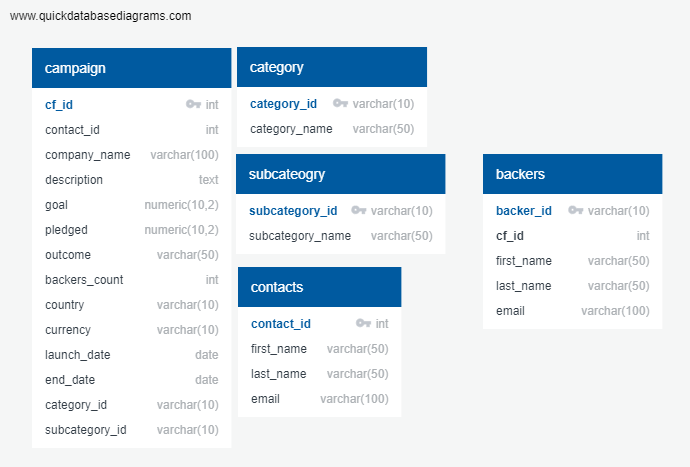 www.quickdatabasediagrams.com
campaign
cf_id int
contact_id int
company_name varchar(100)
description text
goal numeric(10,2)
pledged numeric(10,2)
outcome varchar(50)
backers_count int
country varchar(10)
currency varchar(10)
launch_date date
end_date date
category_id varchar(10)
subcategory_id varchar(10)
category
category_id varchar(10)
category_name varchar(50)
subcateogry
subcategory_id varchar(10)
subcategory_name varchar(50)
contacts
contact_id int
first_name varchar(50)
last_name varchar(50)
email varchar(100)
backers
backer_id varchar(10)
cf_id int
first_name varchar(50)
last_name varchar(50)
email varchar(100)